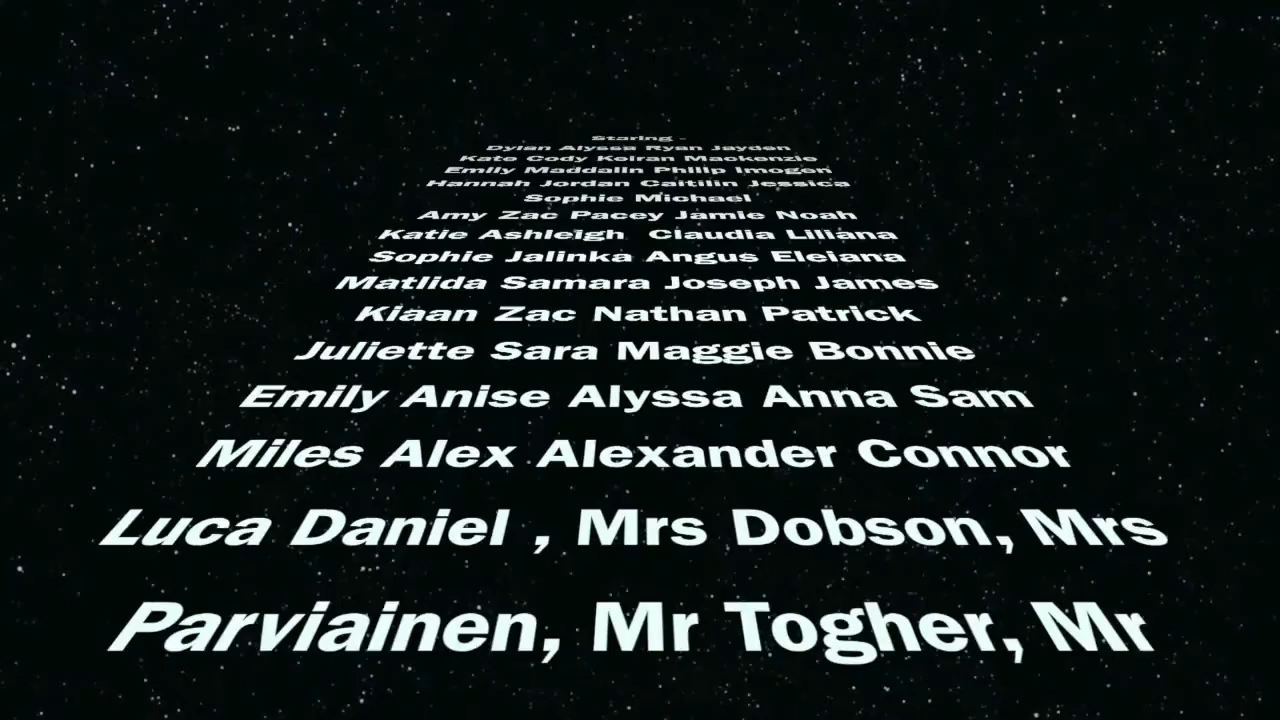 Staring -
Dylan Alyssa Ryan Jayden
Kate Cody Keiran Mackenzie
Emily Maddalin Philip Imogen
Hannah Jordan Caitilin Jessica
Sophie Michael
Amy Zac Pacey Jamie Noah
Katie Ashleigh Claudia Liliana
Sophie Jalinka Angus Eleiana
Matlida Samara Joseph James
Kiaan Zac Nathan Patrick
Juliette Sara Maggie Bonnie
Emily Anise Alyssa Anna Sam
Miles Alex Alexander Connor
Luca Daniel , Mrs Dobson, Mrs
Parviainen, Mr Togher, Mr